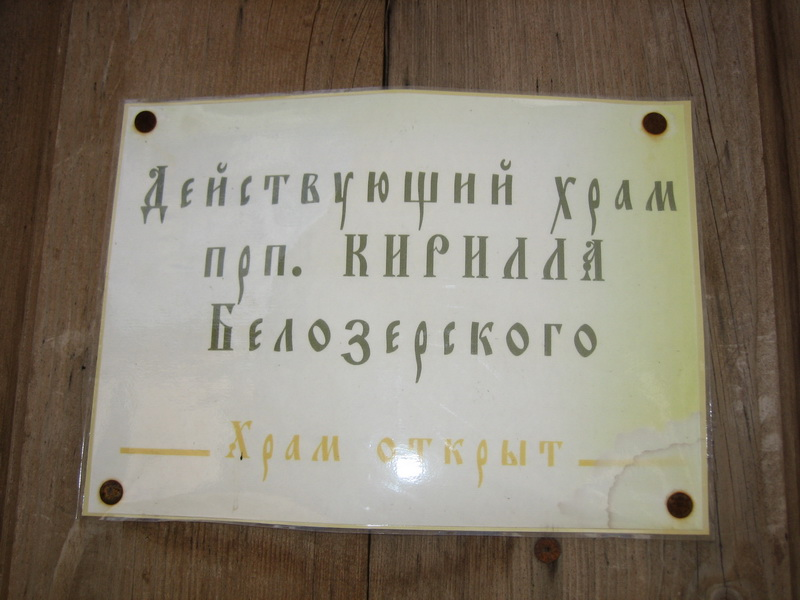 Действующий храм
прп. КИРИЛЛА
Белозерского
Храм открыт